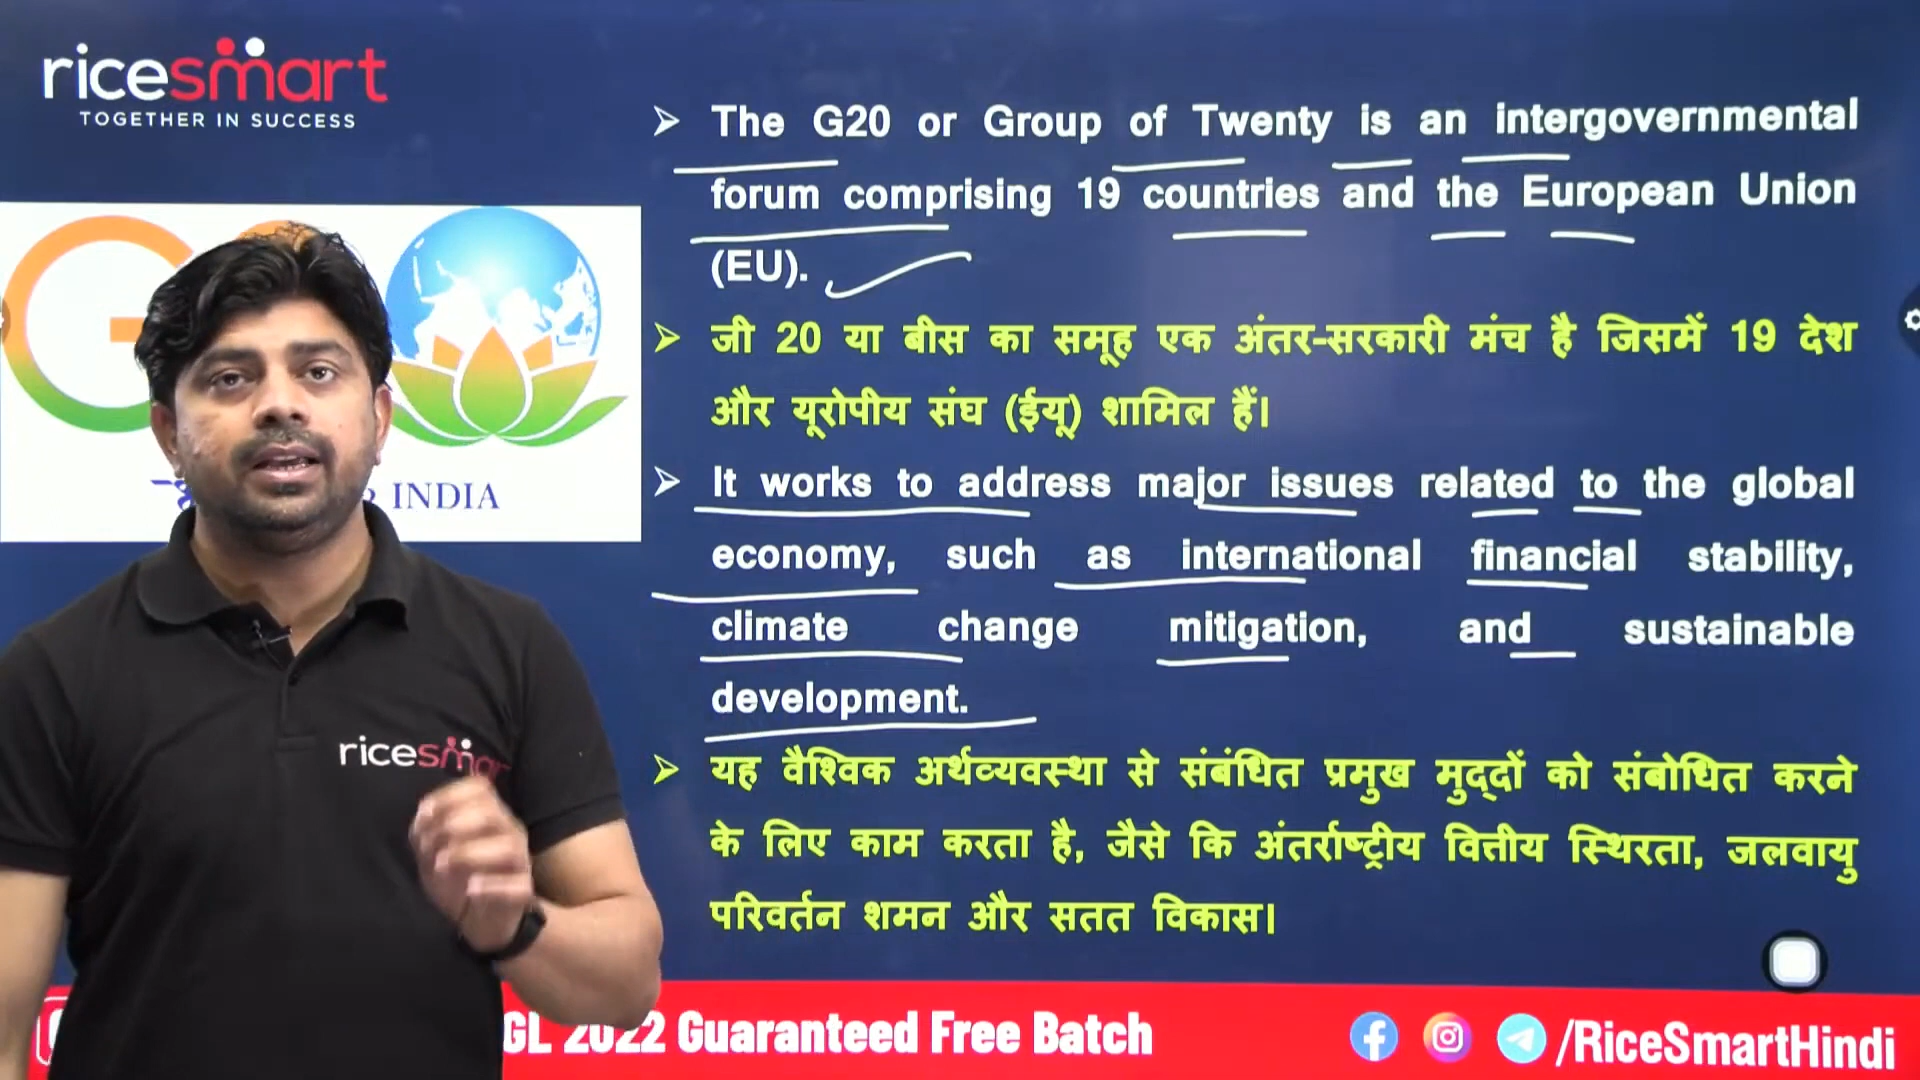 ricesmart
TOGETHER IN SUCCESS
The G20 or Group of Twenty is an intergovernmental
forum comprising 19 countries and the European Union
(EU).
जी 20 या बीस का समूह एक अंतर-सरकारी मंच है जिसमें 19 देश
और यूरोपीय संघ (ईयू) शामिल हैं।
INDIA
It works to address major issues related to the global
economy, such as international financial stability,
climate change mitigation, and sustainable
development.
यह वैश्विक अर्थव्यवस्था से संबंधित प्रमुख मुद्दों को संबोधित करने
के लिए काम करता है, जैसे कि अंतर्राष्ट्रीय वित्तीय स्थिरता, जलवायु
परिवर्तन शमन और सतत विकास।
ricesmar
GL 2022 Guaranteed Free Batch
/RiceSmartHindi